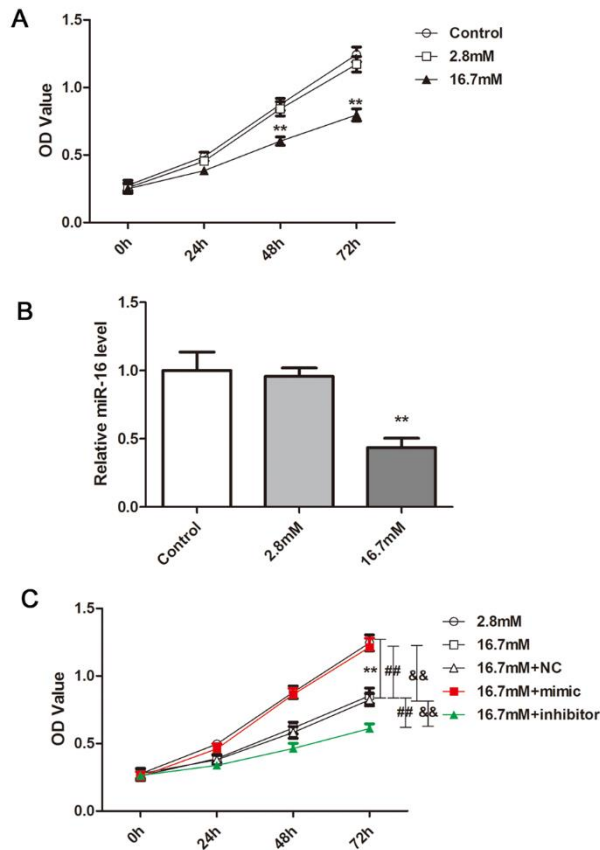 A
1.5
1.0
0.5
0.0
OD Value
0h
24h
48h
72h
**
**
Control
2.8mM
16.7mM
B
1.5
1.0
0.5
0.0
Relative miR-16 level
**
Control
2.8mM
16.7mM
C
1.5
1.0
0.5
0.0
OD Value
0h
24h
48h
72h
** ## &&
## &&
2.8mM
16.7mM
16.7mM+NC
16.7mM+mimic
16.7mM+inhibitor